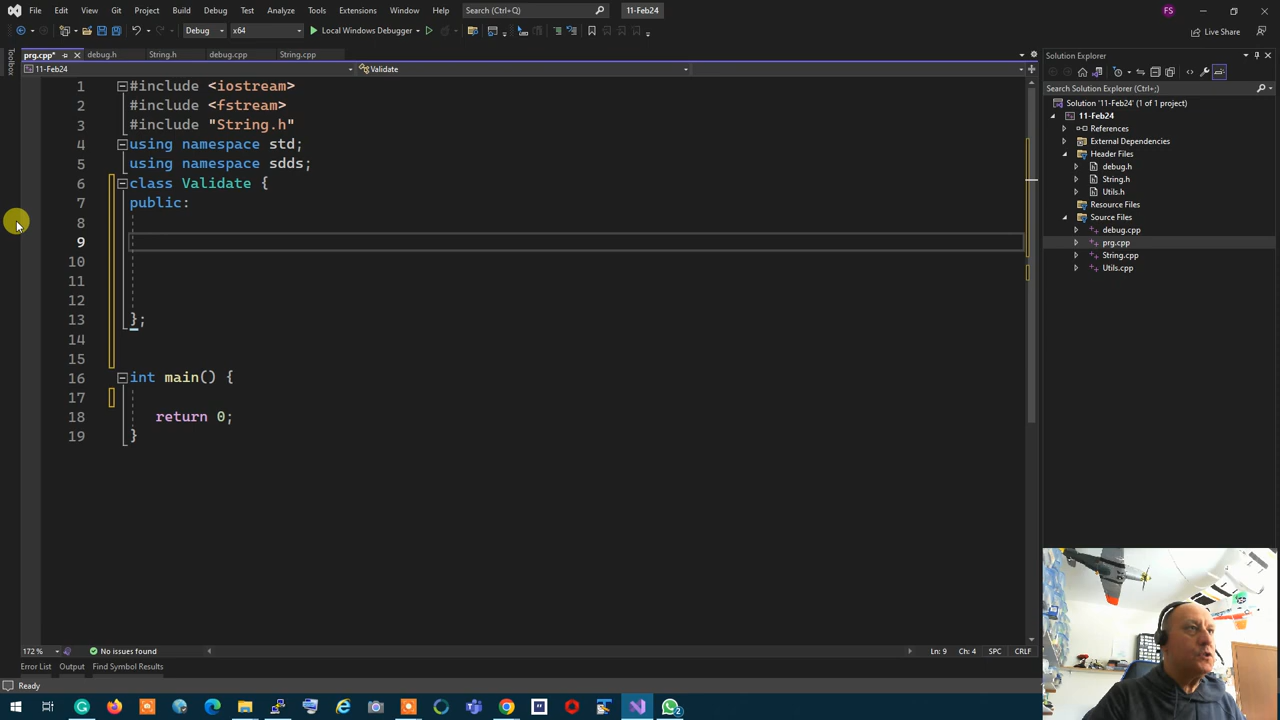 File Edit View Git Project Build Debug Test Analyze Tools Extensions Window Help Search (Ctrl+Q) 11-Feb24 FS
Debug x64 Local Windows Debugger Live Share
prg.cpp* debug.h String.h debug.cpp String.cpp
11-Feb24 Validate
Toolbox
1 #include <iostream>
2 #include <fstream>
3 #include "String.h"
4 using namespace std;
5 using namespace sdds;
6 class Validate {
7 public:
8
9
10
11
12
13 };
14
15
16 int main() {
17
18 return 0;
19 }
Solution Explorer
Search Solution Explorer (Ctrl+;)
Solution '11-Feb24' (1 of 1 project)
11-Feb24
References
External Dependencies
Header Files
debug.h
String.h
Utils.h
Resource Files
Source Files
debug.cpp
prg.cpp
String.cpp
Utils.cpp
172 % No issues found Ln: 9 Ch: 4 SPC CRLF
Error List Output Find Symbol Results
Ready
2